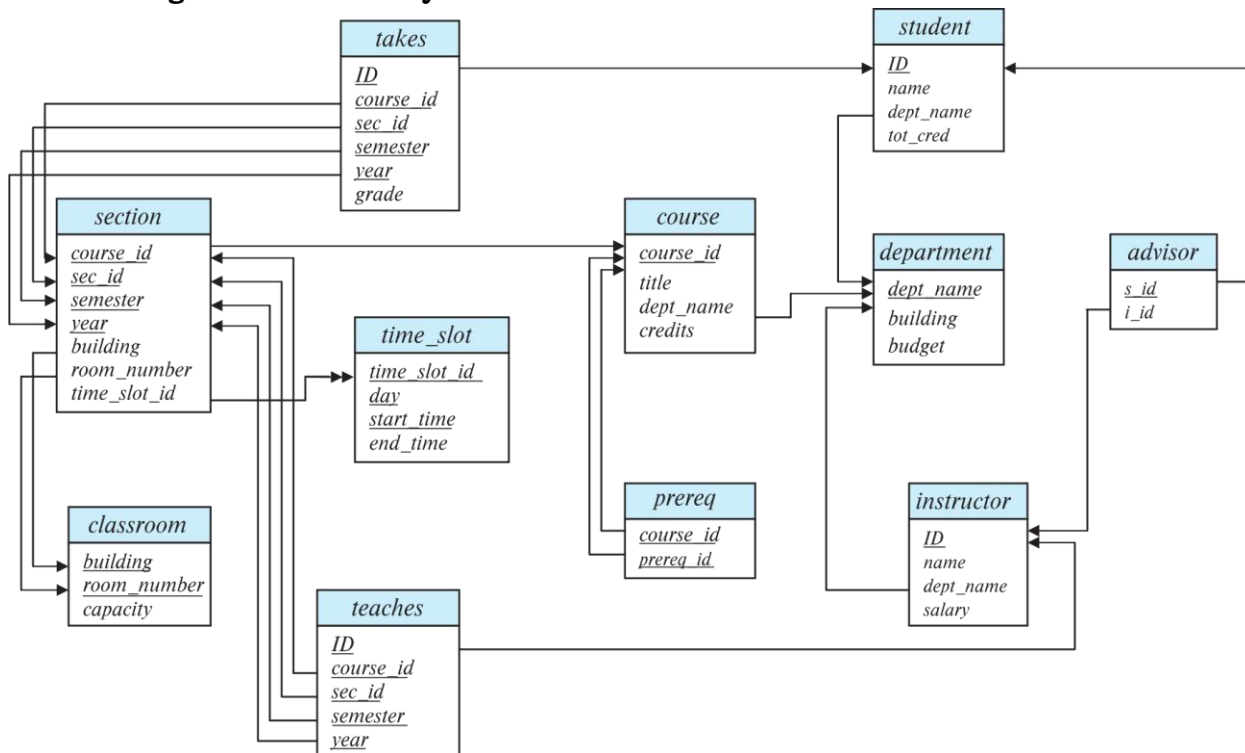 takes
ID
course_id
sec_id
semester
year
grade
student
ID
name
dept_name
tot_cred
section
course_id
sec_id
semester
year
building
room_number
time_slot_id
course
course_id
title
dept_name
credits
department
dept_name
building
budget
advisor
s_id
i_id
time_slot
time_slot_id
day
start_time
end_time
classroom
building
room_number
capacity
prereq
course_id
prereq_id
instructor
ID
name
dept_name
salary
teaches
ID
course_id
sec_id
semester
year